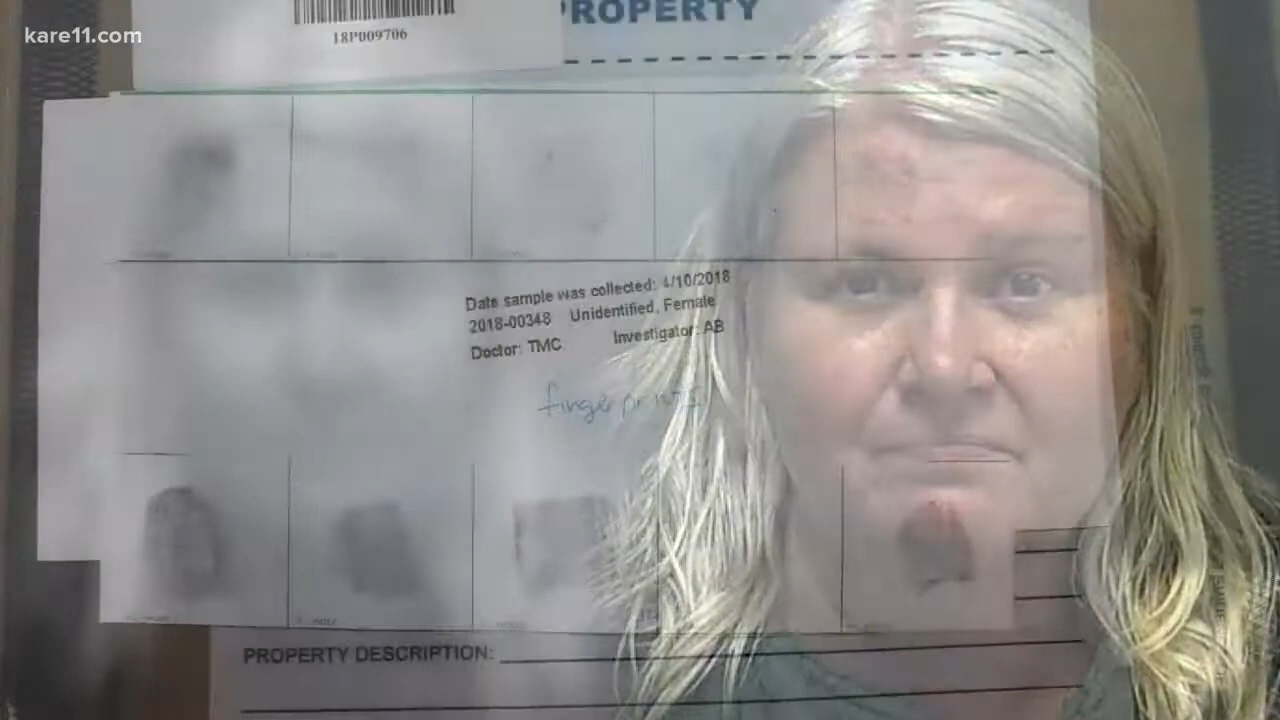 kare11.com
18P009706
PROPERTY
Date sample was collected: 4/10/2018
2018-00348 Unidentified, Female
Doctor: TMC Investigator: AB
fingerprints
PROPERTY DESCRIPTION: